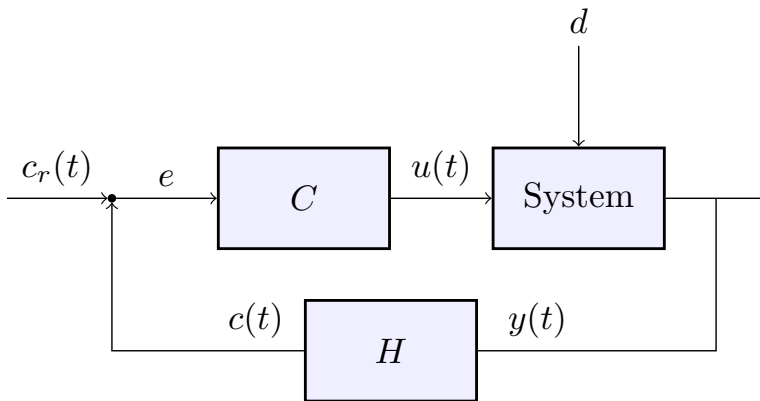 d
c_r(t)
e
C
u(t)
System
c(t)
H
y(t)